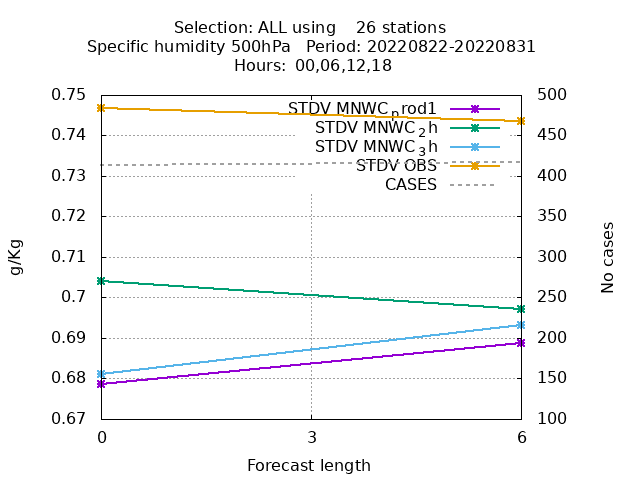 Selection: ALL using    26 stations
Specific humidity 500hPa   Period: 20220822-20220831
Hours:  00,06,12,18
0.75
0.74
0.73
0.72
0.71
0.7
0.69
0.68
0.67
g/Kg
STDV MNWC_prod1
STDV MNWC_2h
STDV MNWC_3h
STDV OBS
CASES
500
450
400
350
300
250
200
150
100
No cases
0
3
6
Forecast length